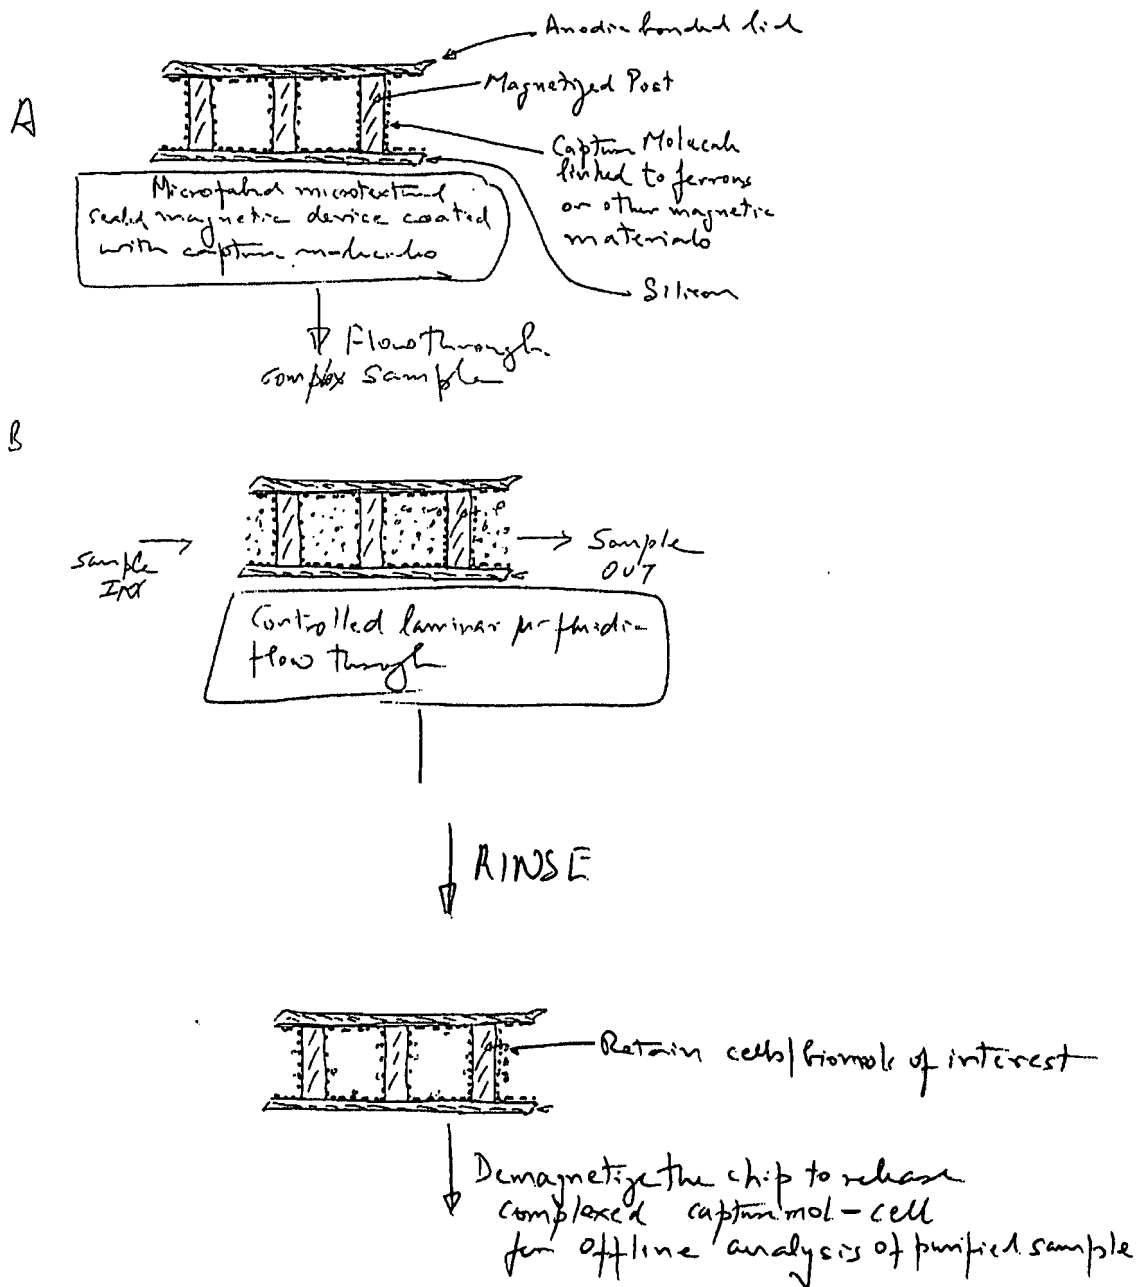 A
Anodic bonded lid
Magnetized Post
Capture Molecule
linked to ferrous
or other magnetic
materials
Silicon
Microfabed microtextured
sealed magnetic device coated
with capture molecules
Flow through
complex sample
B
Sample
IN
Sample
OUT
Controlled laminar μ-fluidic
flow through
RINSE
Retain cells/biomole of interest
Demagnetize the chip to release
complexed capture mol-cell
for offline analysis of purified sample